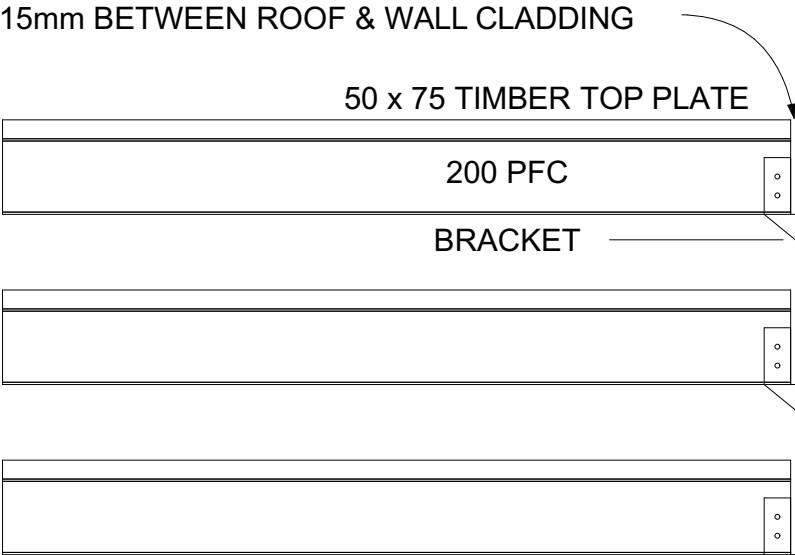 15mm BETWEEN ROOF & WALL CLADDING
50 x 75 TIMBER TOP PLATE
200 PFC
BRACKET